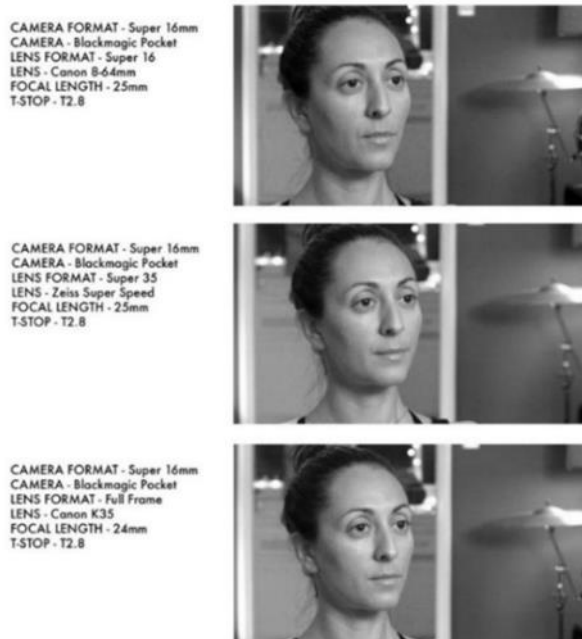 CAMERA FORMAT - Super 16mm
CAMERA - Blackmagic Pocket
LENS FORMAT - Super 16
LENS - Canon 8-64mm
FOCAL LENGTH - 25mm
T-STOP - T2.8
CAMERA FORMAT - Super 16mm
CAMERA - Blackmagic Pocket
LENS FORMAT - Super 35
LENS - Zeiss Super Speed
FOCAL LENGTH - 25mm
T-STOP - T2.8
CAMERA FORMAT - Super 16mm
CAMERA - Blackmagic Pocket
LENS FORMAT - Full Frame
LENS - Canon K35
FOCAL LENGTH - 24mm
T-STOP - T2.8